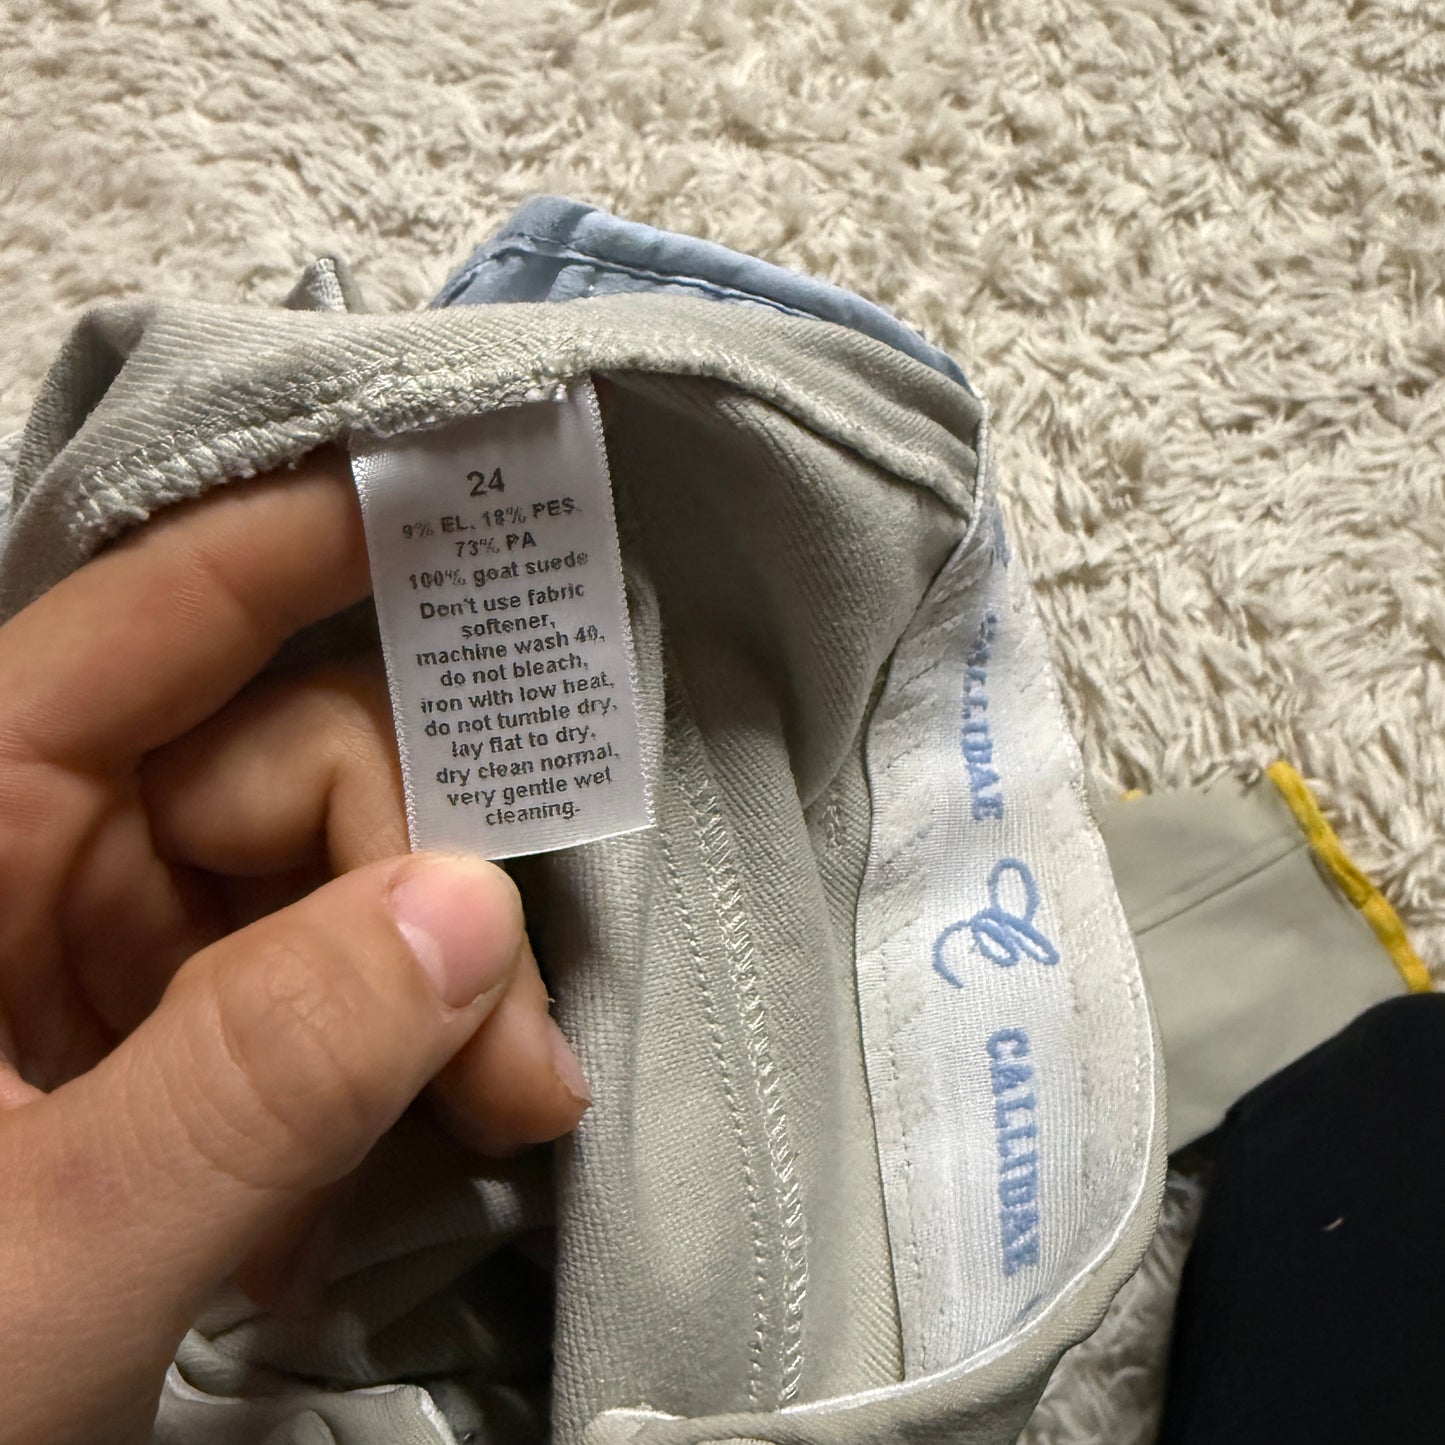 24
9% EL. 18% PES.
73% PA
100% goat suede
Don't use fabric
softener,
machine wash 40,
do not bleach,
iron with low heat,
do not tumble dry,
lay flat to dry,
dry clean normal,
very gentle wet
cleaning.
CALLIDAE
CALLIDAY